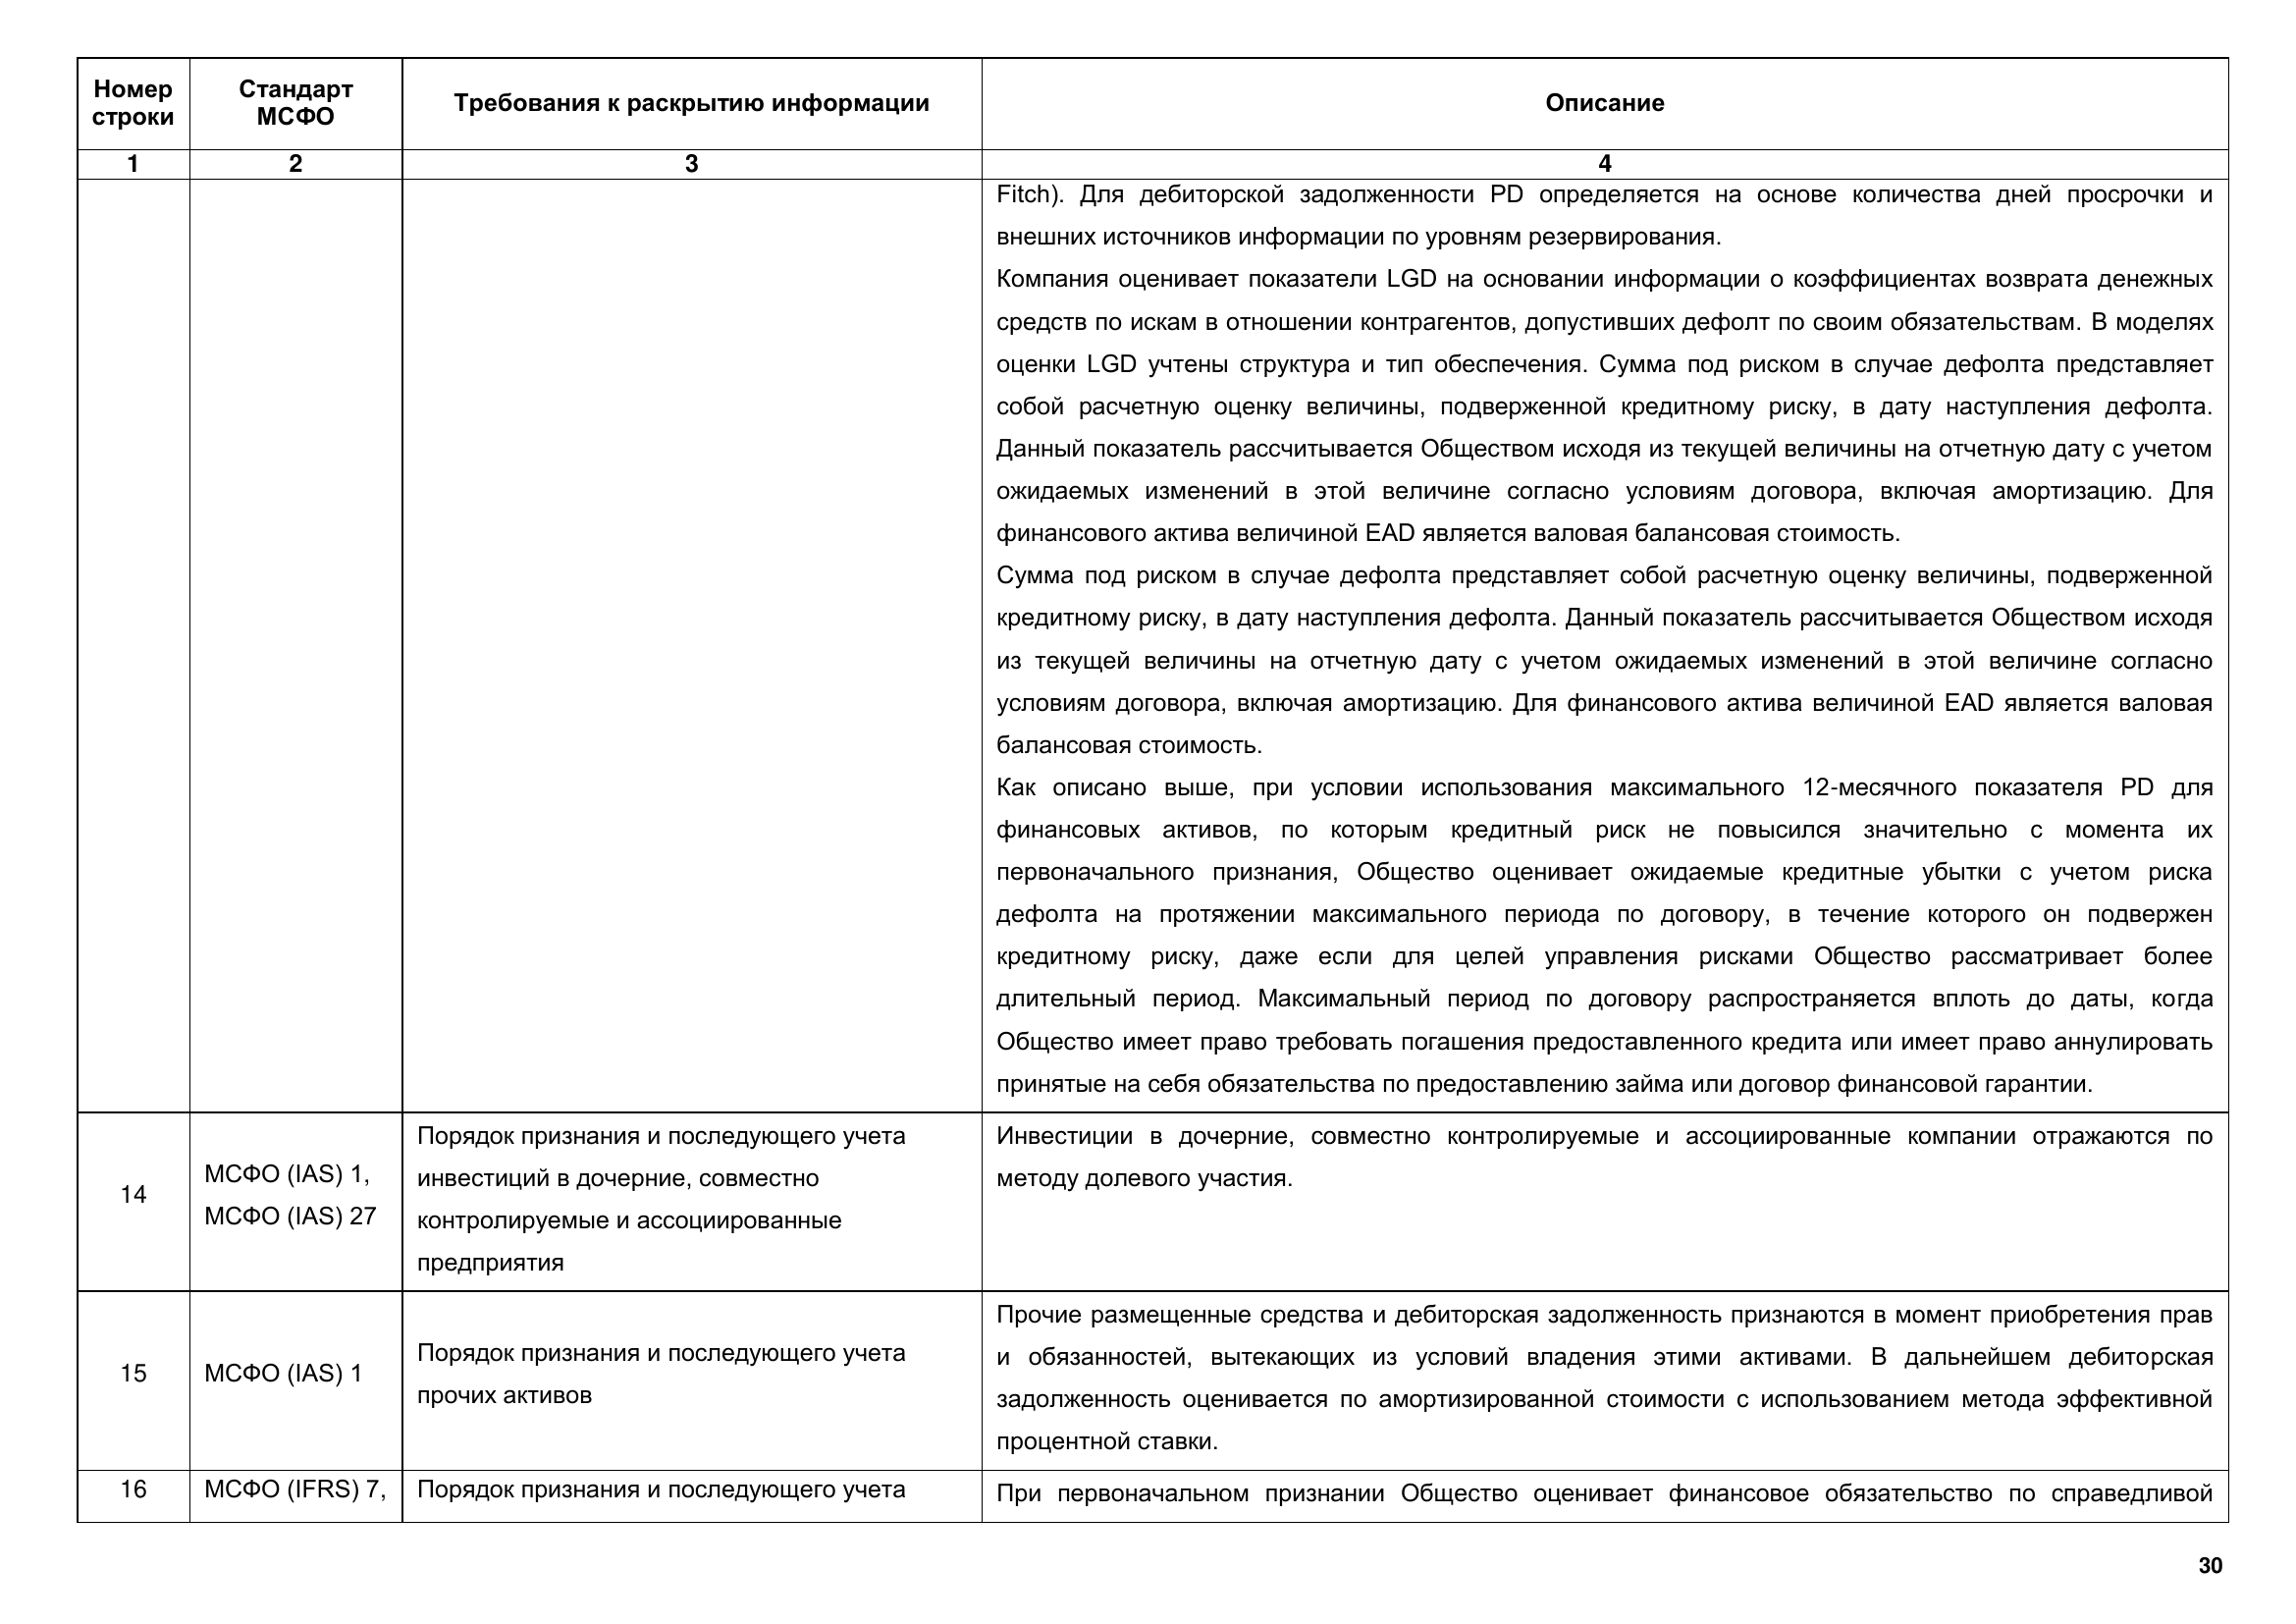 Номер строки
Стандарт МСФО
Требования к раскрытию информации
Описание
1
2
3
4
Fitch). Для дебиторской задолженности PD определяется на основе количества дней просрочки и
внешних источников информации по уровням резервирования.
Компания оценивает показатели LGD на основании информации о коэффициентах возврата денежных
средств по искам в отношении контрагентов, допустивших дефолт по своим обязательствам. В моделях
оценки LGD учтены структура и тип обеспечения. Сумма под риском в случае дефолта представляет
собой расчетную оценку величины, подверженной кредитному риску, в дату наступления дефолта.
Данный показатель рассчитывается Обществом исходя из текущей величины на отчетную дату с учетом
ожидаемых изменений в этой величине согласно условиям договора, включая амортизацию. Для
финансового актива величиной EAD является валовая балансовая стоимость.
Сумма под риском в случае дефолта представляет собой расчетную оценку величины, подверженной
кредитному риску, в дату наступления дефолта. Данный показатель рассчитывается Обществом исходя
из текущей величины на отчетную дату с учетом ожидаемых изменений в этой величине согласно
условиям договора, включая амортизацию. Для финансового актива величиной EAD является валовая
балансовая стоимость.
Как описано выше, при условии использования максимального 12-месячного показателя PD для
финансовых активов, по которым кредитный риск не повысился значительно с момента их
первоначального признания, Общество оценивает ожидаемые кредитные убытки с учетом риска
дефолта на протяжении максимального периода по договору, в течение которого он подвержен
кредитному риску, даже если для целей управления рисками Общество рассматривает более
длительный период. Максимальный период по договору распространяется вплоть до даты, когда
Общество имеет право требовать погашения предоставленного кредита или имеет право аннулировать
принятые на себя обязательства по предоставлению займа или договор финансовой гарантии.
14
МСФО (IAS) 1,
МСФО (IAS) 27
Порядок признания и последующего учета
инвестиций в дочерние, совместно
контролируемые и ассоциированные
предприятия
Инвестиции в дочерние, совместно контролируемые и ассоциированные компании отражаются по
методу долевого участия.
15
МСФО (IAS) 1
Порядок признания и последующего учета
прочих активов
Прочие размещенные средства и дебиторская задолженность признаются в момент приобретения прав
и обязанностей, вытекающих из условий владения этими активами. В дальнейшем дебиторская
задолженность оценивается по амортизированной стоимости с использованием метода эффективной
процентной ставки.
16
МСФО (IFRS) 7,
Порядок признания и последующего учета
При первоначальном признании Общество оценивает финансовое обязательство по справедливой
30